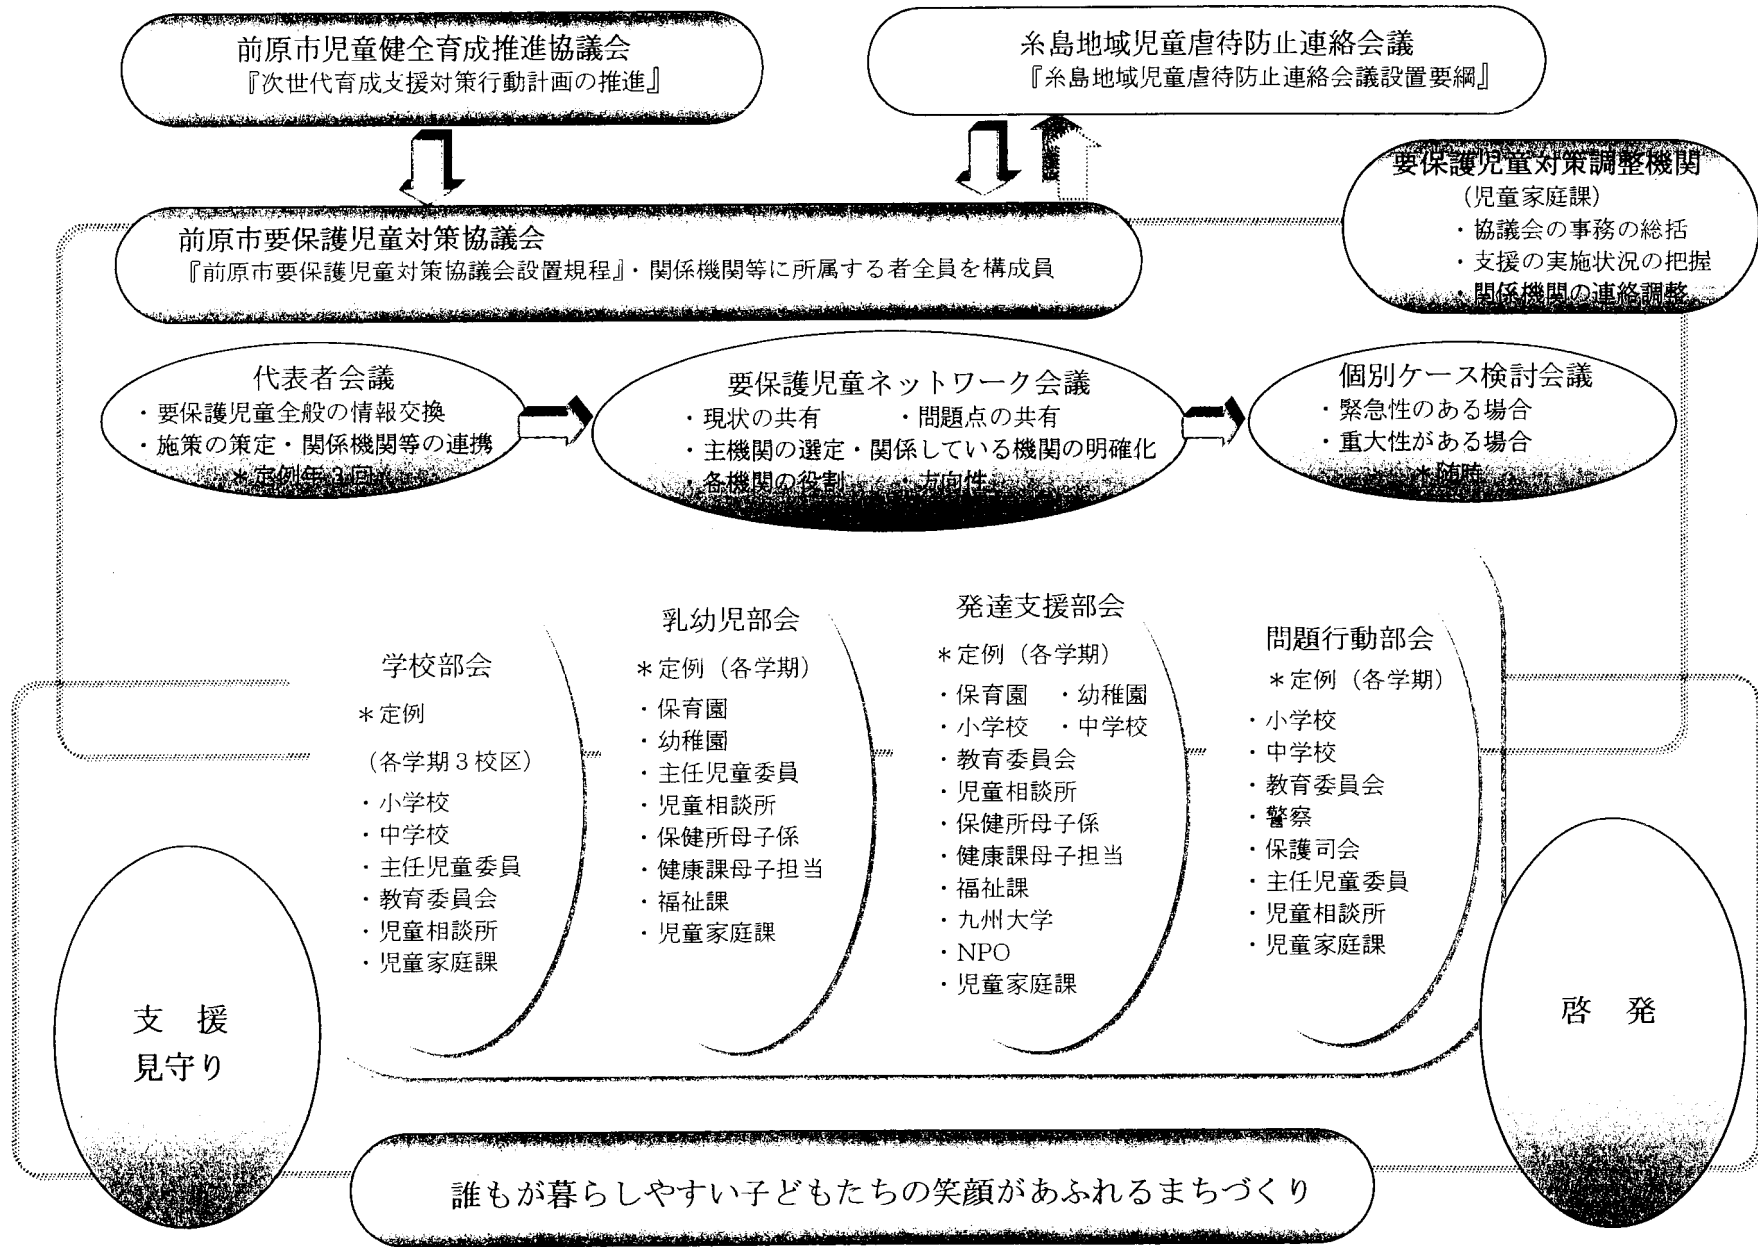 前原市児童健全育成推進協議会
『次世代育成支援対策行動計画の推進』
糸島地域児童虐待防止連絡会議
『糸島地域児童虐待防止連絡会議設置要綱』
要保護児童対策調整機関
(児童家庭課)
・協議会の事務の総括
・支援の実施状況の把握
・関係機関の連絡調整
前原市要保護児童対策協議会
『前原市要保護児童対策協議会設置規程』・関係機関等に所属する者全員を構成員
代表者会議
・要保護児童全般の情報交換
・施策の策定・関係機関等の連携
＊定例年3回
要保護児童ネットワーク会議
・現状の共有　・問題点の共有
・主機関の選定・関係している機関の明確化
・各機関の役割　・方向性
個別ケース検討会議
・緊急性のある場合
・重大性がある場合
＊随時
学校部会
＊定例
（各学期３校区）
・小学校
・中学校
・主任児童委員
・教育委員会
・児童相談所
・児童家庭課
乳幼児部会
＊定例（各学期）
・保育園
・幼稚園
・主任児童委員
・児童相談所
・保健所母子係
・健康課母子担当
・福祉課
・児童家庭課
発達支援部会
＊定例（各学期）
・保育園　・幼稚園
・小学校　・中学校
・教育委員会
・児童相談所
・保健所母子係
・健康課母子担当
・福祉課
・九州大学
・NPO
・児童家庭課
問題行動部会
＊定例（各学期）
・小学校
・中学校
・教育委員会
・警察
・保護司会
・主任児童委員
・児童相談所
・児童家庭課
支　援
見守り
啓　発
誰もが暮らしやすい子どもたちの笑顔があふれるまちづくり